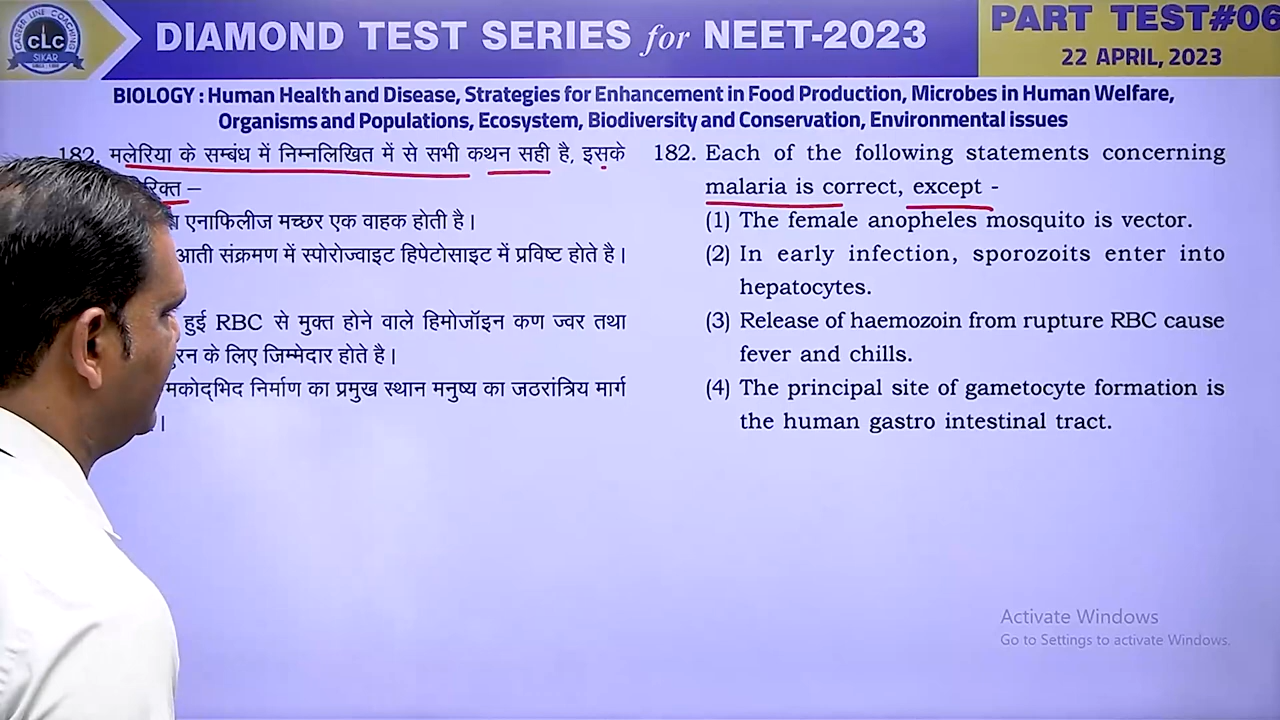 CAREER LINE COACHING
CLC
SIKAR
DIAMOND TEST SERIES for NEET-2023
PART TEST#06
22 APRIL, 2023
BIOLOGY : Human Health and Disease, Strategies for Enhancement in Food Production, Microbes in Human Welfare,
Organisms and Populations, Ecosystem, Biodiversity and Conservation, Environmental issues
182. मलेरिया के सम्बंध में निम्नलिखित में से सभी कथन सही है, इसके
–
एनाफिलीज मच्छर एक वाहक होती है।
संक्रमण में स्पोरोज्वाइट हिपेटोसाइट में प्रविष्ट होते है।
हुई RBC से मुक्त होने वाले हिमोजॉइन कण ज्वर तथा
के लिए जिम्मेदार होते है।
निर्माण का प्रमुख स्थान मनुष्य का जठरांत्रिय मार्ग
।
182. Each of the following statements concerning
malaria is correct, except -
(1) The female anopheles mosquito is vector.
(2) In early infection, sporozoits enter into
hepatocytes.
(3) Release of haemozoin from rupture RBC cause
fever and chills.
(4) The principal site of gametocyte formation is
the human gastro intestinal tract.
Activate Windows
Go to Settings to activate Windows.